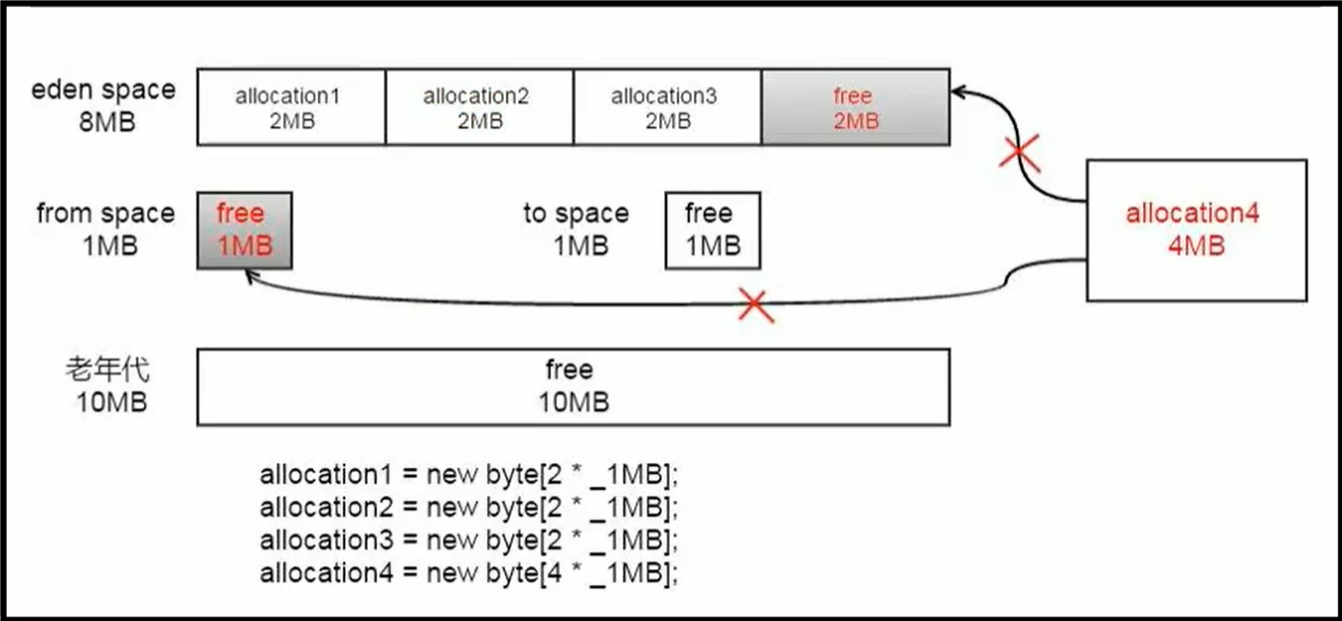 eden space
8MB
allocation1
2MB
allocation2
2MB
allocation3
2MB
free
2MB
from space
1MB
free
1MB
to space
1MB
free
1MB
allocation4
4MB
老年代
10MB
free
10MB
allocation1 = new byte[2 * _1MB];
allocation2 = new byte[2 * _1MB];
allocation3 = new byte[2 * _1MB];
allocation4 = new byte[4 * _1MB];